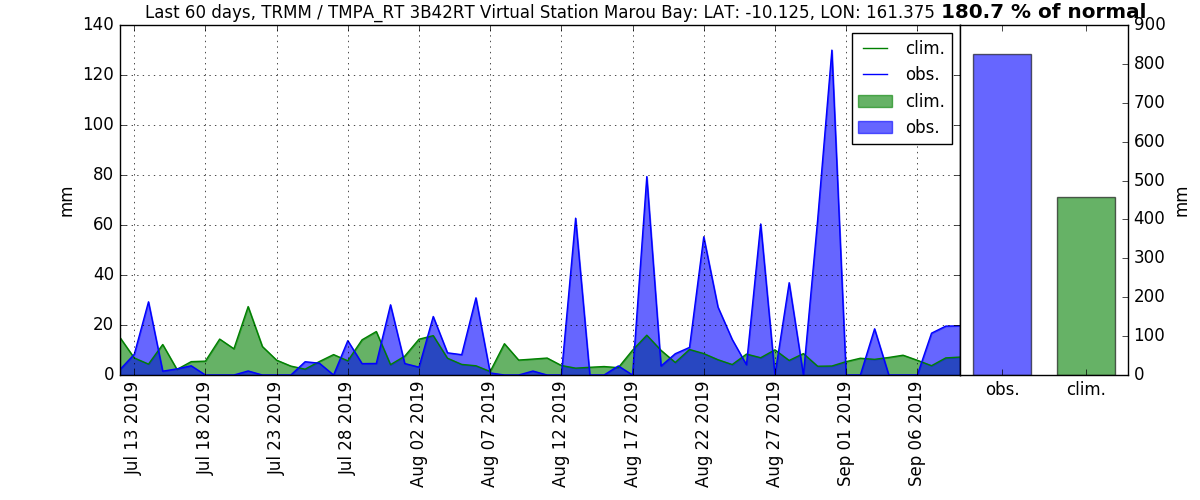 Last 60 days, TRMM / TMPA_RT 3B42RT Virtual Station Marou Bay: LAT: -10.125, LON: 161.375 180.7 % of normal
140
120
100
80
60
40
20
0
mm
clim.
obs.
clim.
obs.
900
800
700
600
500
400
300
200
100
0
mm
Jul 13 2019
Jul 18 2019
Jul 23 2019
Jul 28 2019
Aug 02 2019
Aug 07 2019
Aug 12 2019
Aug 17 2019
Aug 22 2019
Aug 27 2019
Sep 01 2019
Sep 06 2019
obs.
clim.